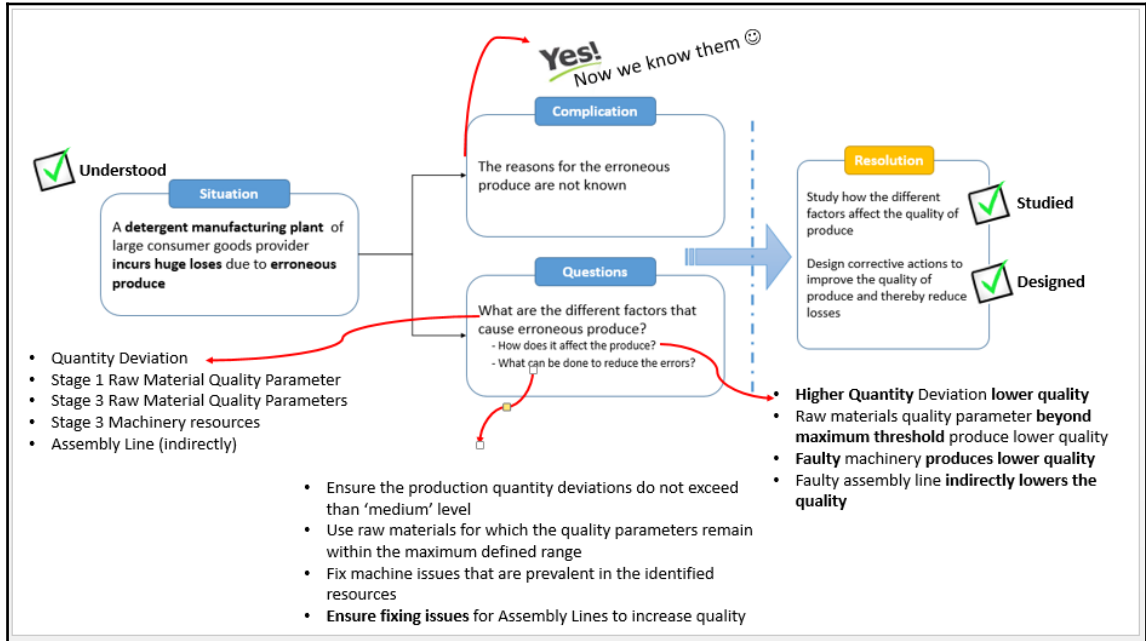 Yes!
Now we know them ☺
Complication
The reasons for the erroneous
produce are not known
Understood
Situation
A detergent manufacturing plant of
large consumer goods provider
incurs huge loses due to erroneous
produce
Questions
What are the different factors that
cause erroneous produce?
- How does it affect the produce?
- What can be done to reduce the errors?
Resolution
Study how the different
factors affect the quality of
produce
Design corrective actions to
improve the quality of
produce and thereby reduce
losses
Studied
Designed
• Quantity Deviation
• Stage 1 Raw Material Quality Parameter
• Stage 3 Raw Material Quality Parameters
• Stage 3 Machinery resources
• Assembly Line (indirectly)
• Higher Quantity Deviation lower quality
• Raw materials quality parameter beyond
maximum threshold produce lower quality
• Faulty machinery produces lower quality
• Faulty assembly line indirectly lowers the
quality
• Ensure the production quantity deviations do not exceed
than ‘medium’ level
• Use raw materials for which the quality parameters remain
within the maximum defined range
• Fix machine issues that are prevalent in the identified
resources
• Ensure fixing issues for Assembly Lines to increase quality